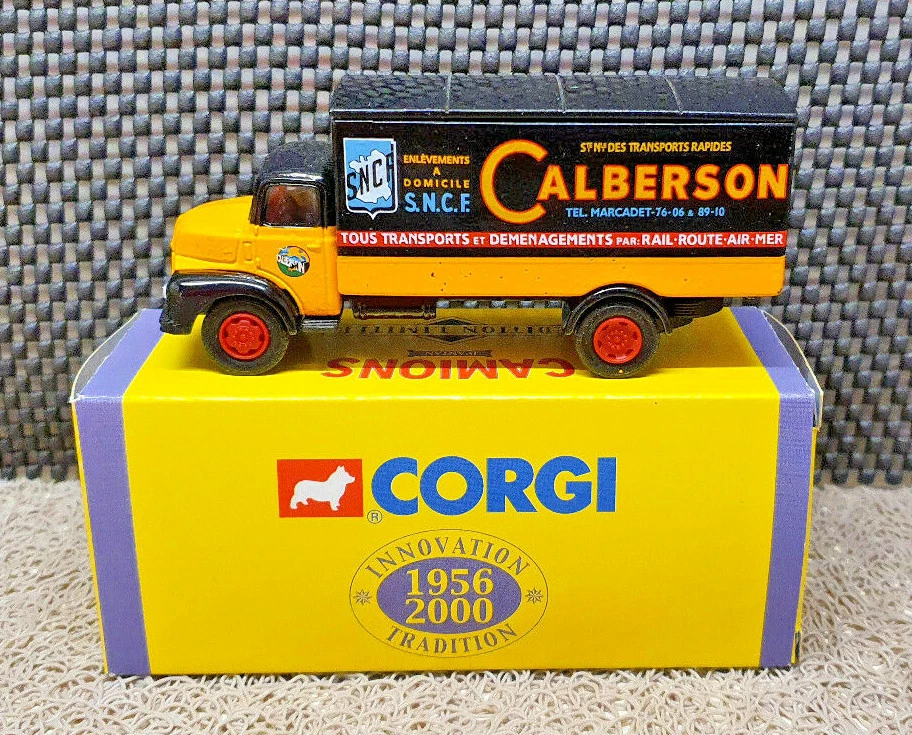 SNCF
ENLÈVEMENTS
A
DOMICILE
S.N.C.F.
STÉ NVE DES TRANSPORTS RAPIDES
CALBERSON
TEL. MARCADET-76-06 & 89-10
TOUS TRANSPORTS ET DEMENAGEMENTS PAR: RAIL·ROUTE·AIR·MER
CAMIONS
CORGI
®
INNOVATION
1956
2000
TRADITION